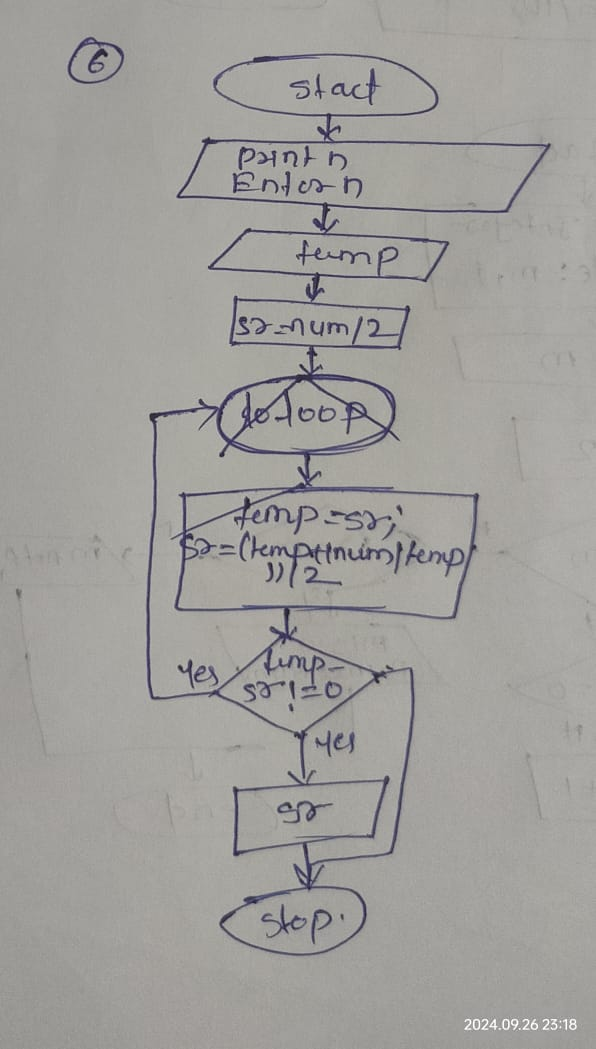 6
start
Print n
Enter n
temp
sr=num/2
do loop
temp=sr;
sr=(temp+(num/temp
))/2
temp-
sr!=0
Yes
yes
sr
stop.
2024.09.26 23:18